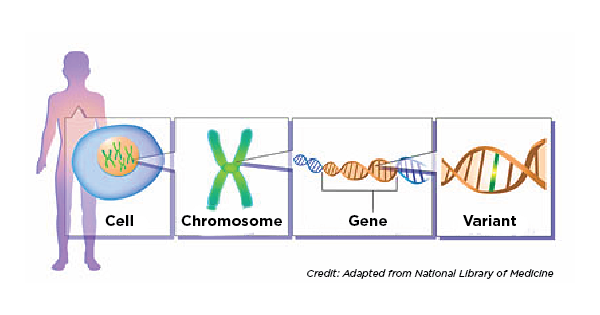 Cell
Chromosome
Gene
Variant
Credit: Adapted from National Library of Medicine